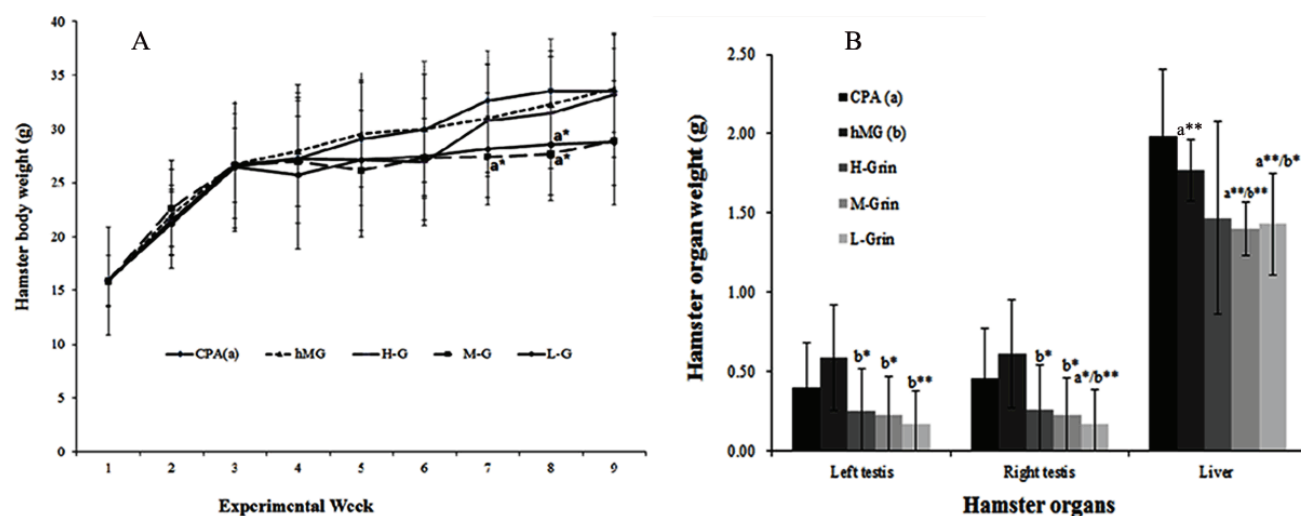 A
Hamster body weight (g)
40
35
30
25
20
15
10
5
0
a*
a*
a*
CPA(a) hMG H-G M-G L-G
1 2 3 4 5 6 7 8 9
Experimental Week
B
Hamster organ weight (g)
2.50
2.00
1.50
1.00
0.50
0.00
CPA (a)
hMG (b)
H-Grin
M-Grin
L-Grin
a**
a**/b**
a**/b*
b* b* b**
b* b*
a*/b**
Left testis Right testis Liver
Hamster organs